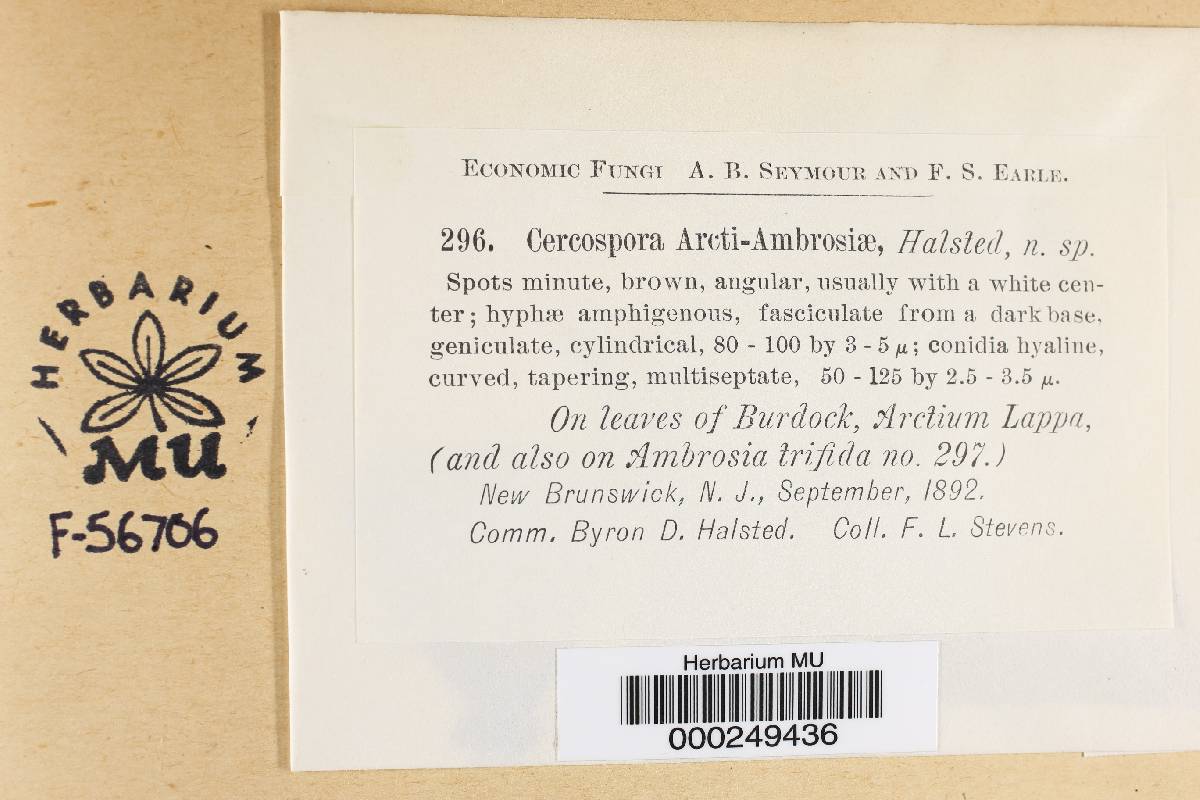 ECONOMIC FUNGI A. B. SEYMOUR AND F. S. EARLE.
296. Cercospora Arcti-Ambrosiæ, Halsted, n. sp.
Spots minute, brown, angular, usually with a white cen-
ter; hyphæ amphigenous, fasciculate from a dark base,
geniculate, cylindrical, 80 - 100 by 3 - 5 µ; conidia hyaline,
curved, tapering, multiseptate, 50 - 125 by 2.5 - 3.5 µ.
On leaves of Burdock, Arctium Lappa,
(and also on Ambrosia trifida no. 297.)
New Brunswick, N. J., September, 1892.
Comm. Byron D. Halsted. Coll. F. L. Stevens.
HERBARIUM
MU
F-56706
Herbarium MU
000249436